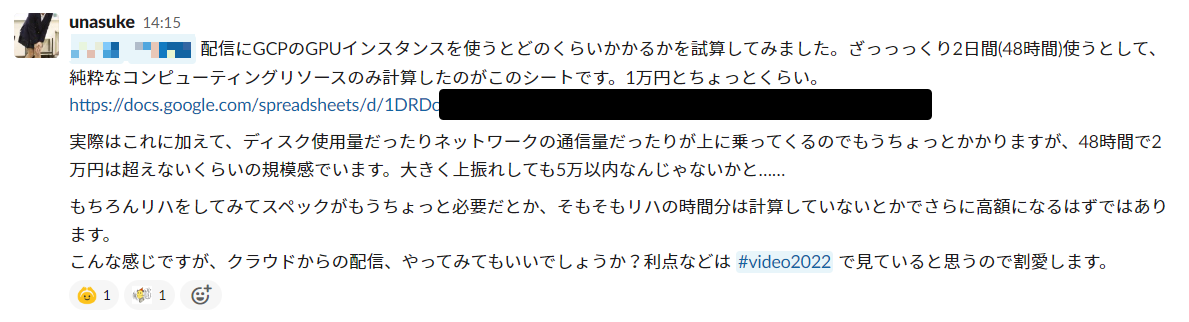 unasuke 14:15
配信にGCPのGPUインスタンスを使うとどのくらいかかるかを試算してみました。ざっっっくり2日間(48時間)使うとして、
純粋なコンピューティングリソースのみ計算したのがこのシートです。1万円とちょっとくらい。
https://docs.google.com/spreadsheets/d/1DRDc
実際はこれに加えて、ディスク使用量だったりネットワークの通信量だったりが上に乗ってくるのでもうちょっとかかりますが、48時間で2
万円は超えないくらいの規模感でいます。大きく上振れしても5万以内なんじゃないかと……
もちろんリハをしてみてスペックがもうちょっと必要だとか、そもそもリハの時間分は計算していないとかでさらに高額になるはずではあり
ます。
こんな感じですが、クラウドからの配信、やってみてもいいでしょうか？利点などは #video2022 で見ていると思うので割愛します。
1 1